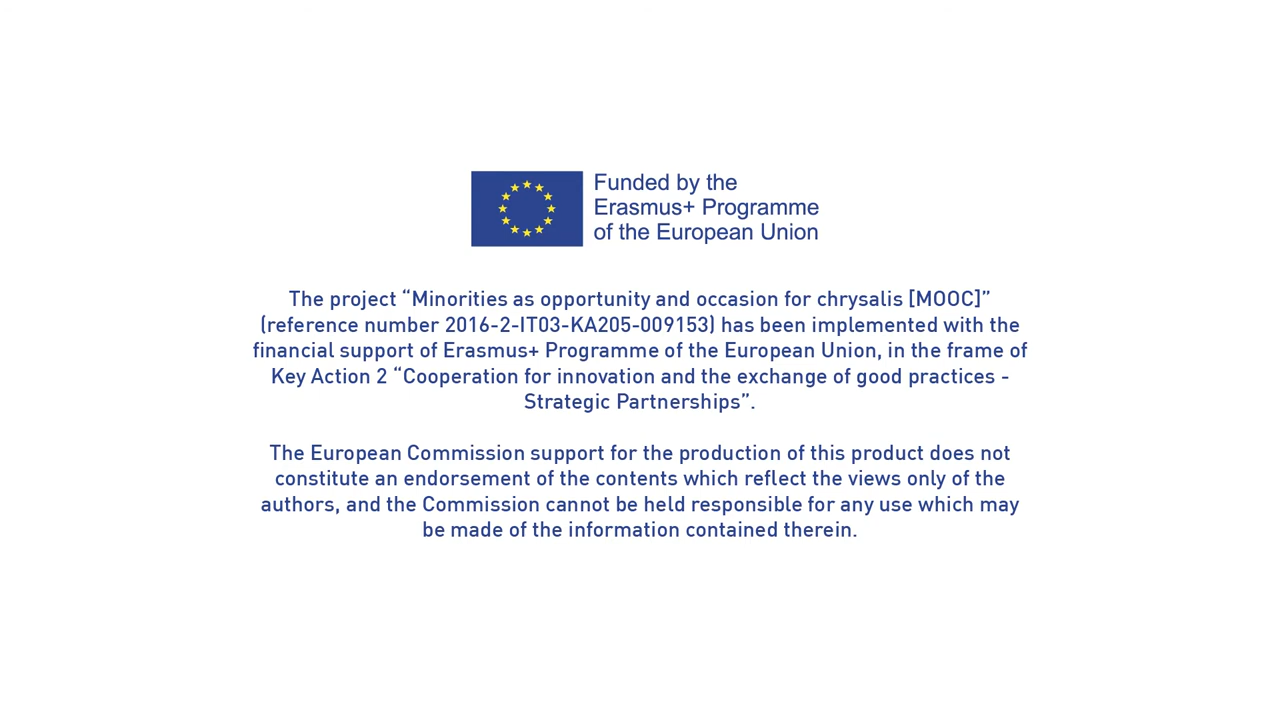 Funded by the
Erasmus+ Programme
of the European Union
The project “Minorities as opportunity and occasion for chrysalis [MOOC]”
(reference number 2016-2-IT03-KA205-009153) has been implemented with the
financial support of Erasmus+ Programme of the European Union, in the frame of
Key Action 2 “Cooperation for innovation and the exchange of good practices -
Strategic Partnerships”.
The European Commission support for the production of this product does not
constitute an endorsement of the contents which reflect the views only of the
authors, and the Commission cannot be held responsible for any use which may
be made of the information contained therein.